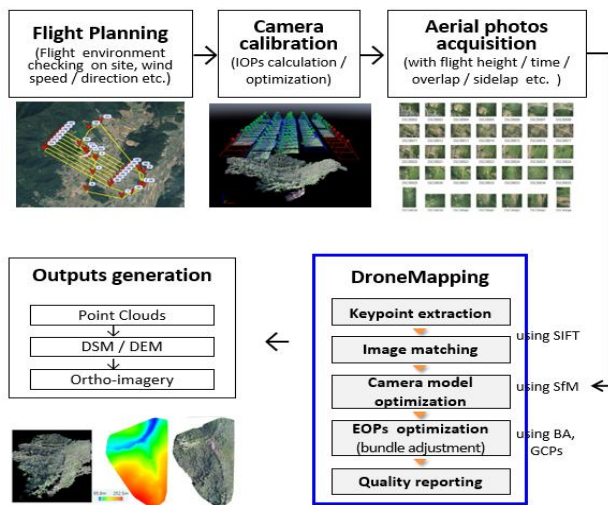 Flight Planning
(Flight environment
checking on site, wind
speed / direction etc.)
Camera
calibration
(IOPs calculation /
optimization)
Aerial photos
acquisition
(with flight height / time /
overlap / sidelap etc. )
Outputs generation
Point Clouds
DSM / DEM
Ortho-imagery
DroneMapping
Keypoint extraction
using SIFT
Image matching
Camera model
optimization
using SfM
EOPs optimization
(bundle adjustment)
using BA,
GCPs
Quality reporting